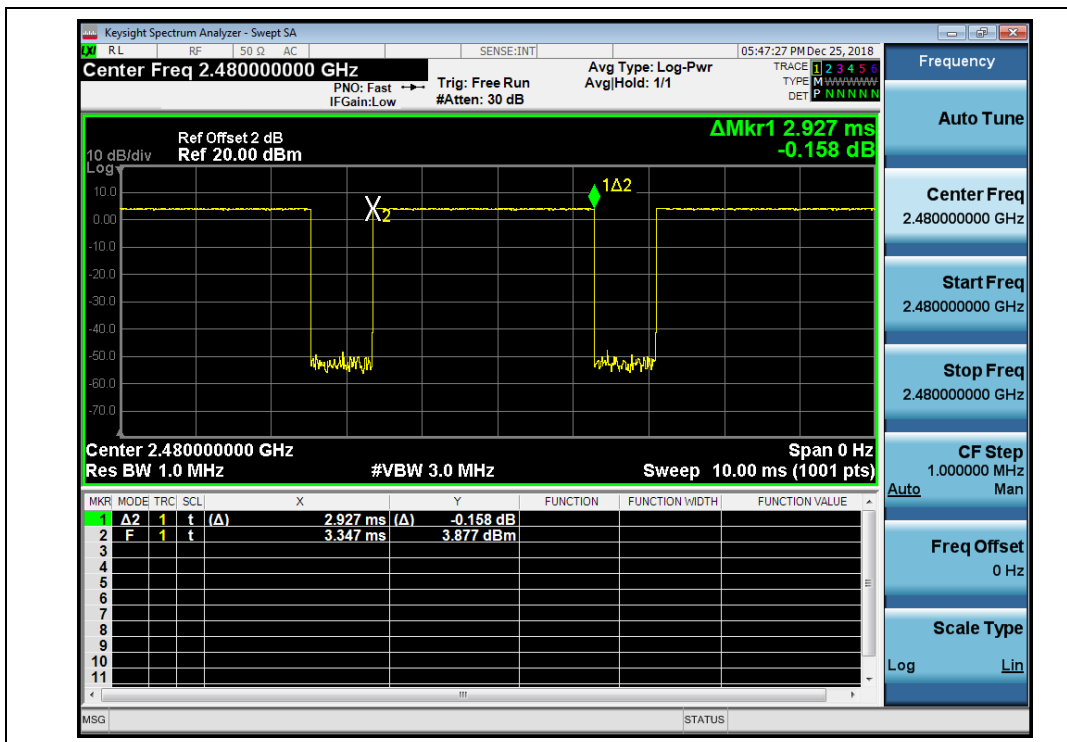 Keysight Spectrum Analyzer - Swept SA
LXI RL RF 50 Ω AC SENSE:INT 05:47:27 PM Dec 25, 2018
Center Freq 2.480000000 GHz
PNO: Fast
IFGain:Low
Trig: Free Run
#Atten: 30 dB
Avg Type: Log-Pwr
Avg|Hold: 1/1
TRACE 1 2 3 4 5 6
TYPE M W W W W W
DET P N N N N N
Frequency
ΔMkr1 2.927 ms
-0.158 dB
Ref Offset 2 dB
10 dB/div Ref 20.00 dBm
Log
10.0
0.00
-10.0
-20.0
-30.0
-40.0
-50.0
-60.0
-70.0
X2
1Δ2
Center 2.480000000 GHz Span 0 Hz
Res BW 1.0 MHz #VBW 3.0 MHz Sweep 10.00 ms (1001 pts)
MKR MODE TRC SCL X Y FUNCTION FUNCTION WIDTH FUNCTION VALUE
1 Δ2 1 t (Δ) 2.927 ms (Δ) -0.158 dB
2 F 1 t 3.347 ms 3.877 dBm
3
4
5
6
7
8
9
10
11
MSG STATUS
Auto Tune
Center Freq
2.480000000 GHz
Start Freq
2.480000000 GHz
Stop Freq
2.480000000 GHz
CF Step
1.000000 MHz
Auto Man
Freq Offset
0 Hz
Scale Type
Log Lin